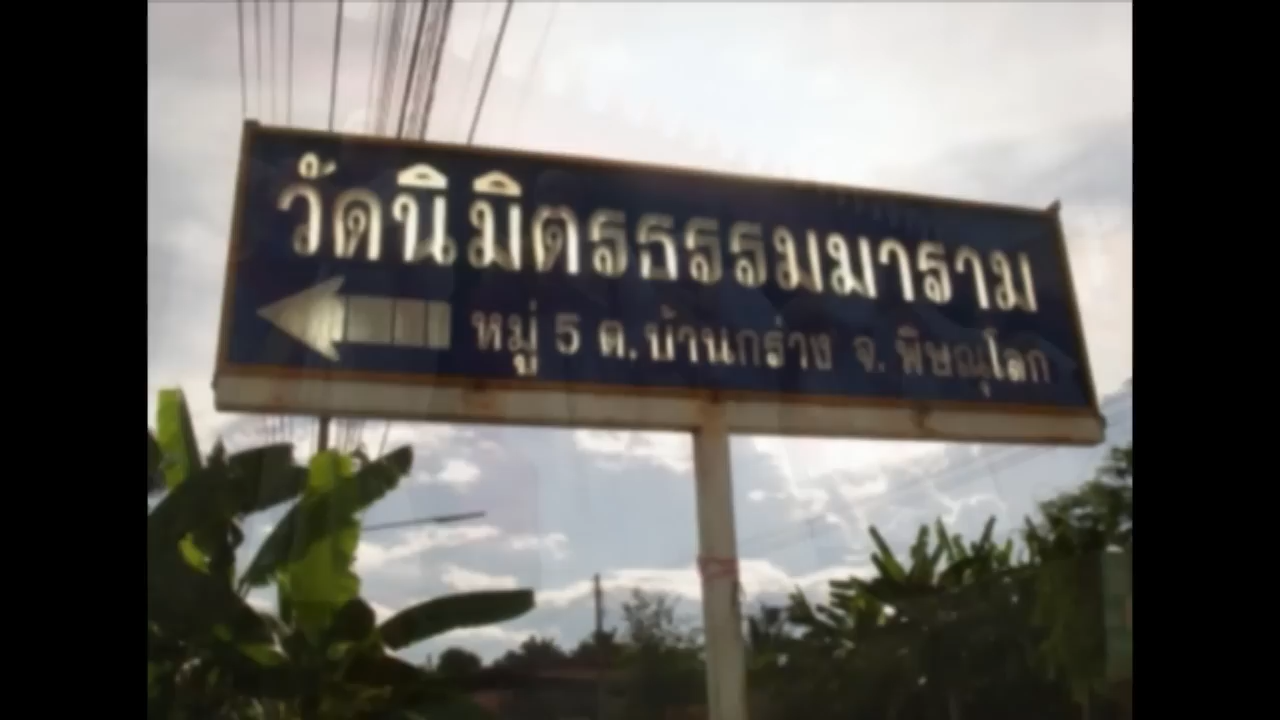 วัดนิมิตรธรรมมาราม
หมู่ 5 ต.บ้านกร่าง จ.พิษณุโลก